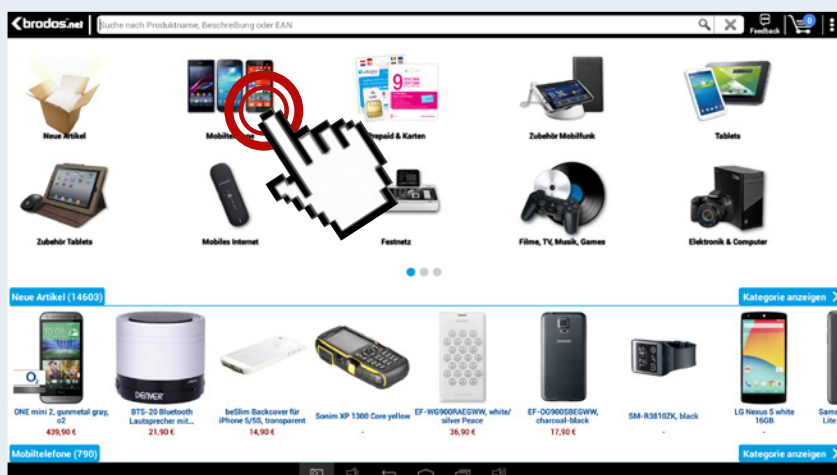 brodos.net
Suche nach Produktname, Beschreibung oder EAN
Feedback
0
Neue Artikel
Prepaid & Karten
Zubehör Mobilfunk
Tablets
Zubehör Tablets
Mobiles Internet
Festnetz
Filme, TV, Musik, Games
Elektronik & Computer
Neue Artikel (14603)
Kategorie anzeigen
O₂
DENVER
ONE mini 2, gunmetal gray,
o2
439,90 €
BTS-20 Bluetooth
Lautsprecher mit...
21,90 €
beSlim Backover für
iPhone 5/5S, transparent
14,90 €
Sonim XP 1300 Core yellow
-
EF-WG900RAEGWW, white/
silver Peace
36,90 €
EF-OG900SBEGWW,
charcoal-black
17,90 €
SM-R3810ZK, black
-
LG Nexus 5 white
16GB
-
Mobiltelefone (790)
Kategorie anzeigen